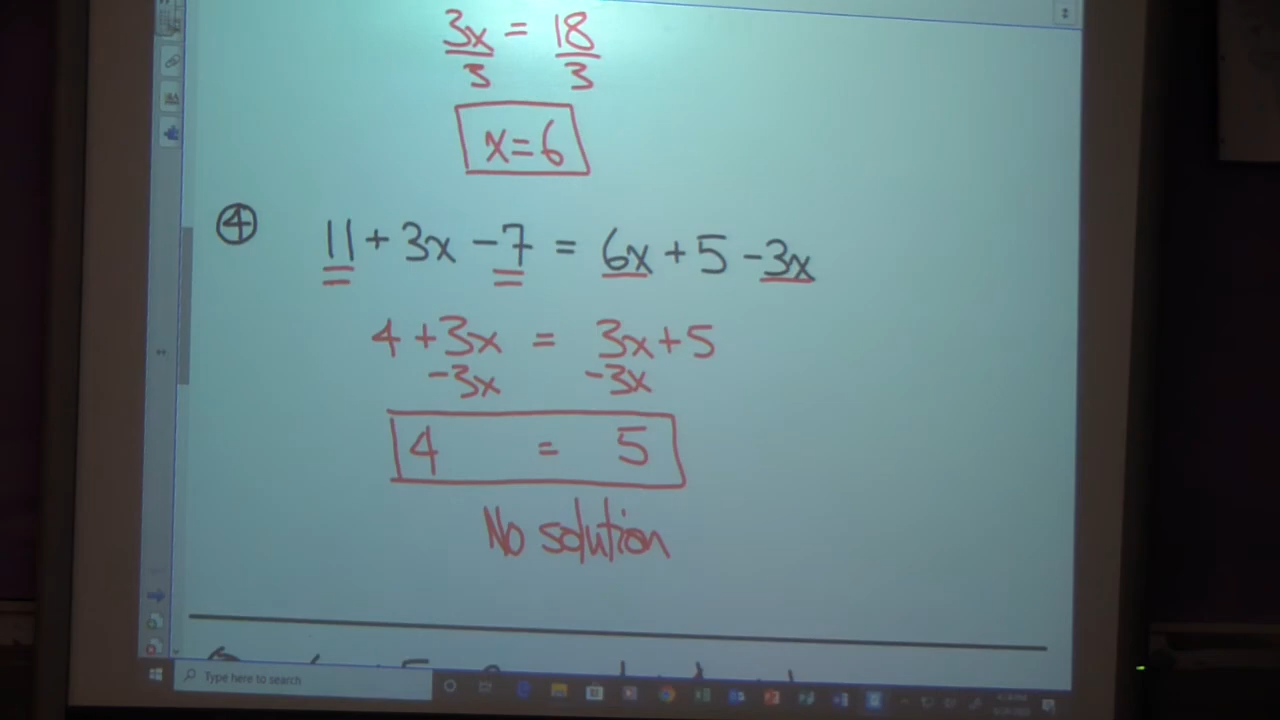 3x = 18
3 3
x=6
④ 11 + 3x - 7 = 6x + 5 - 3x
4 + 3x = 3x + 5
-3x -3x
4 = 5
No solution
Type here to search